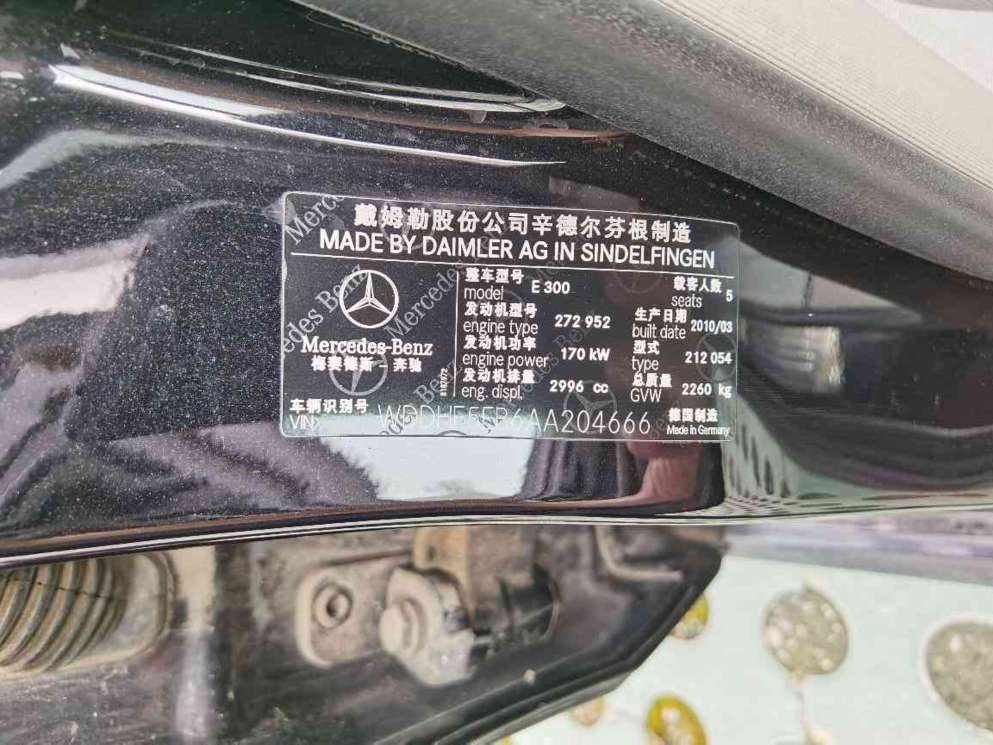 戴姆勒股份公司辛德尔芬根制造
MADE BY DAIMLER AG IN SINDELFINGEN
整车型号 model E 300 载客人数 seats 5
发动机型号 engine type 272 952 生产日期 built date 2010/03
发动机功率 engine power 170 kW 型式 type 212 054
发动机排量 eng. displ. 2996 cc 总质量 GVW 2260 kg
Mercedes-Benz
梅赛德斯－奔驰
车辆识别号 VIN 德国制造 Made in Germany